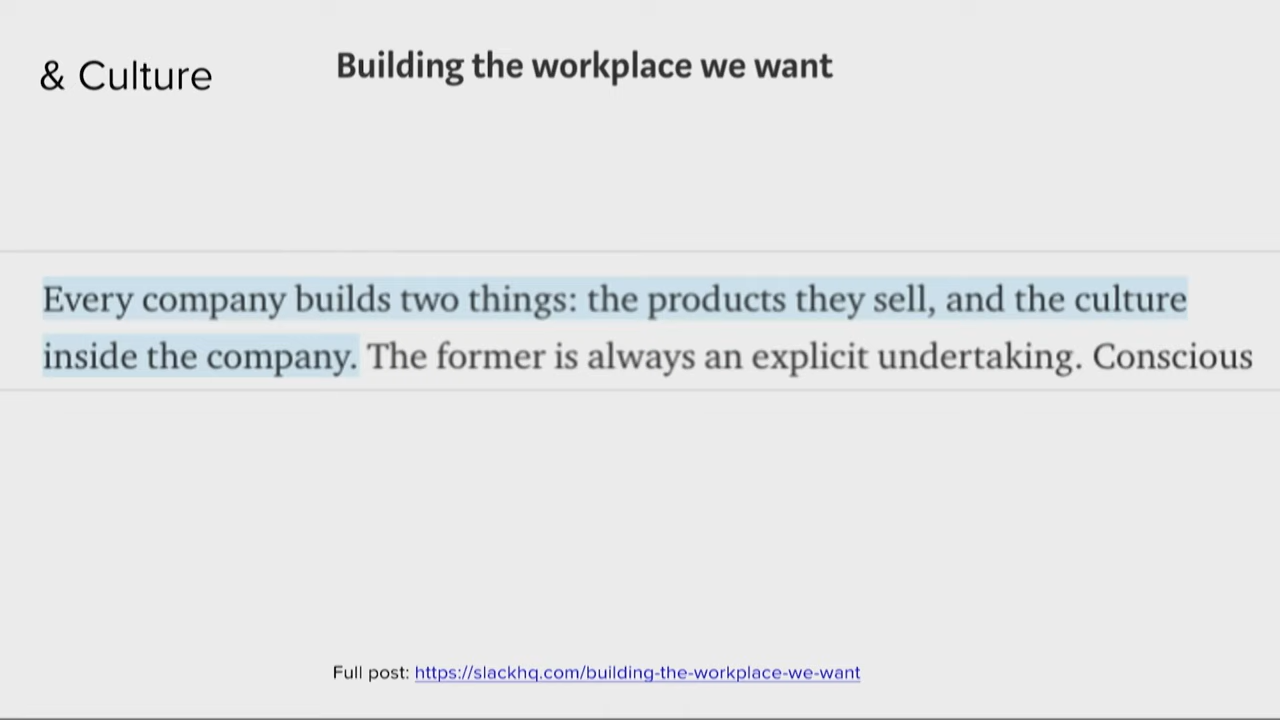 & Culture
Building the workplace we want
Every company builds two things: the products they sell, and the culture
inside the company. The former is always an explicit undertaking. Conscious
Full post: https://slackhq.com/building-the-workplace-we-want